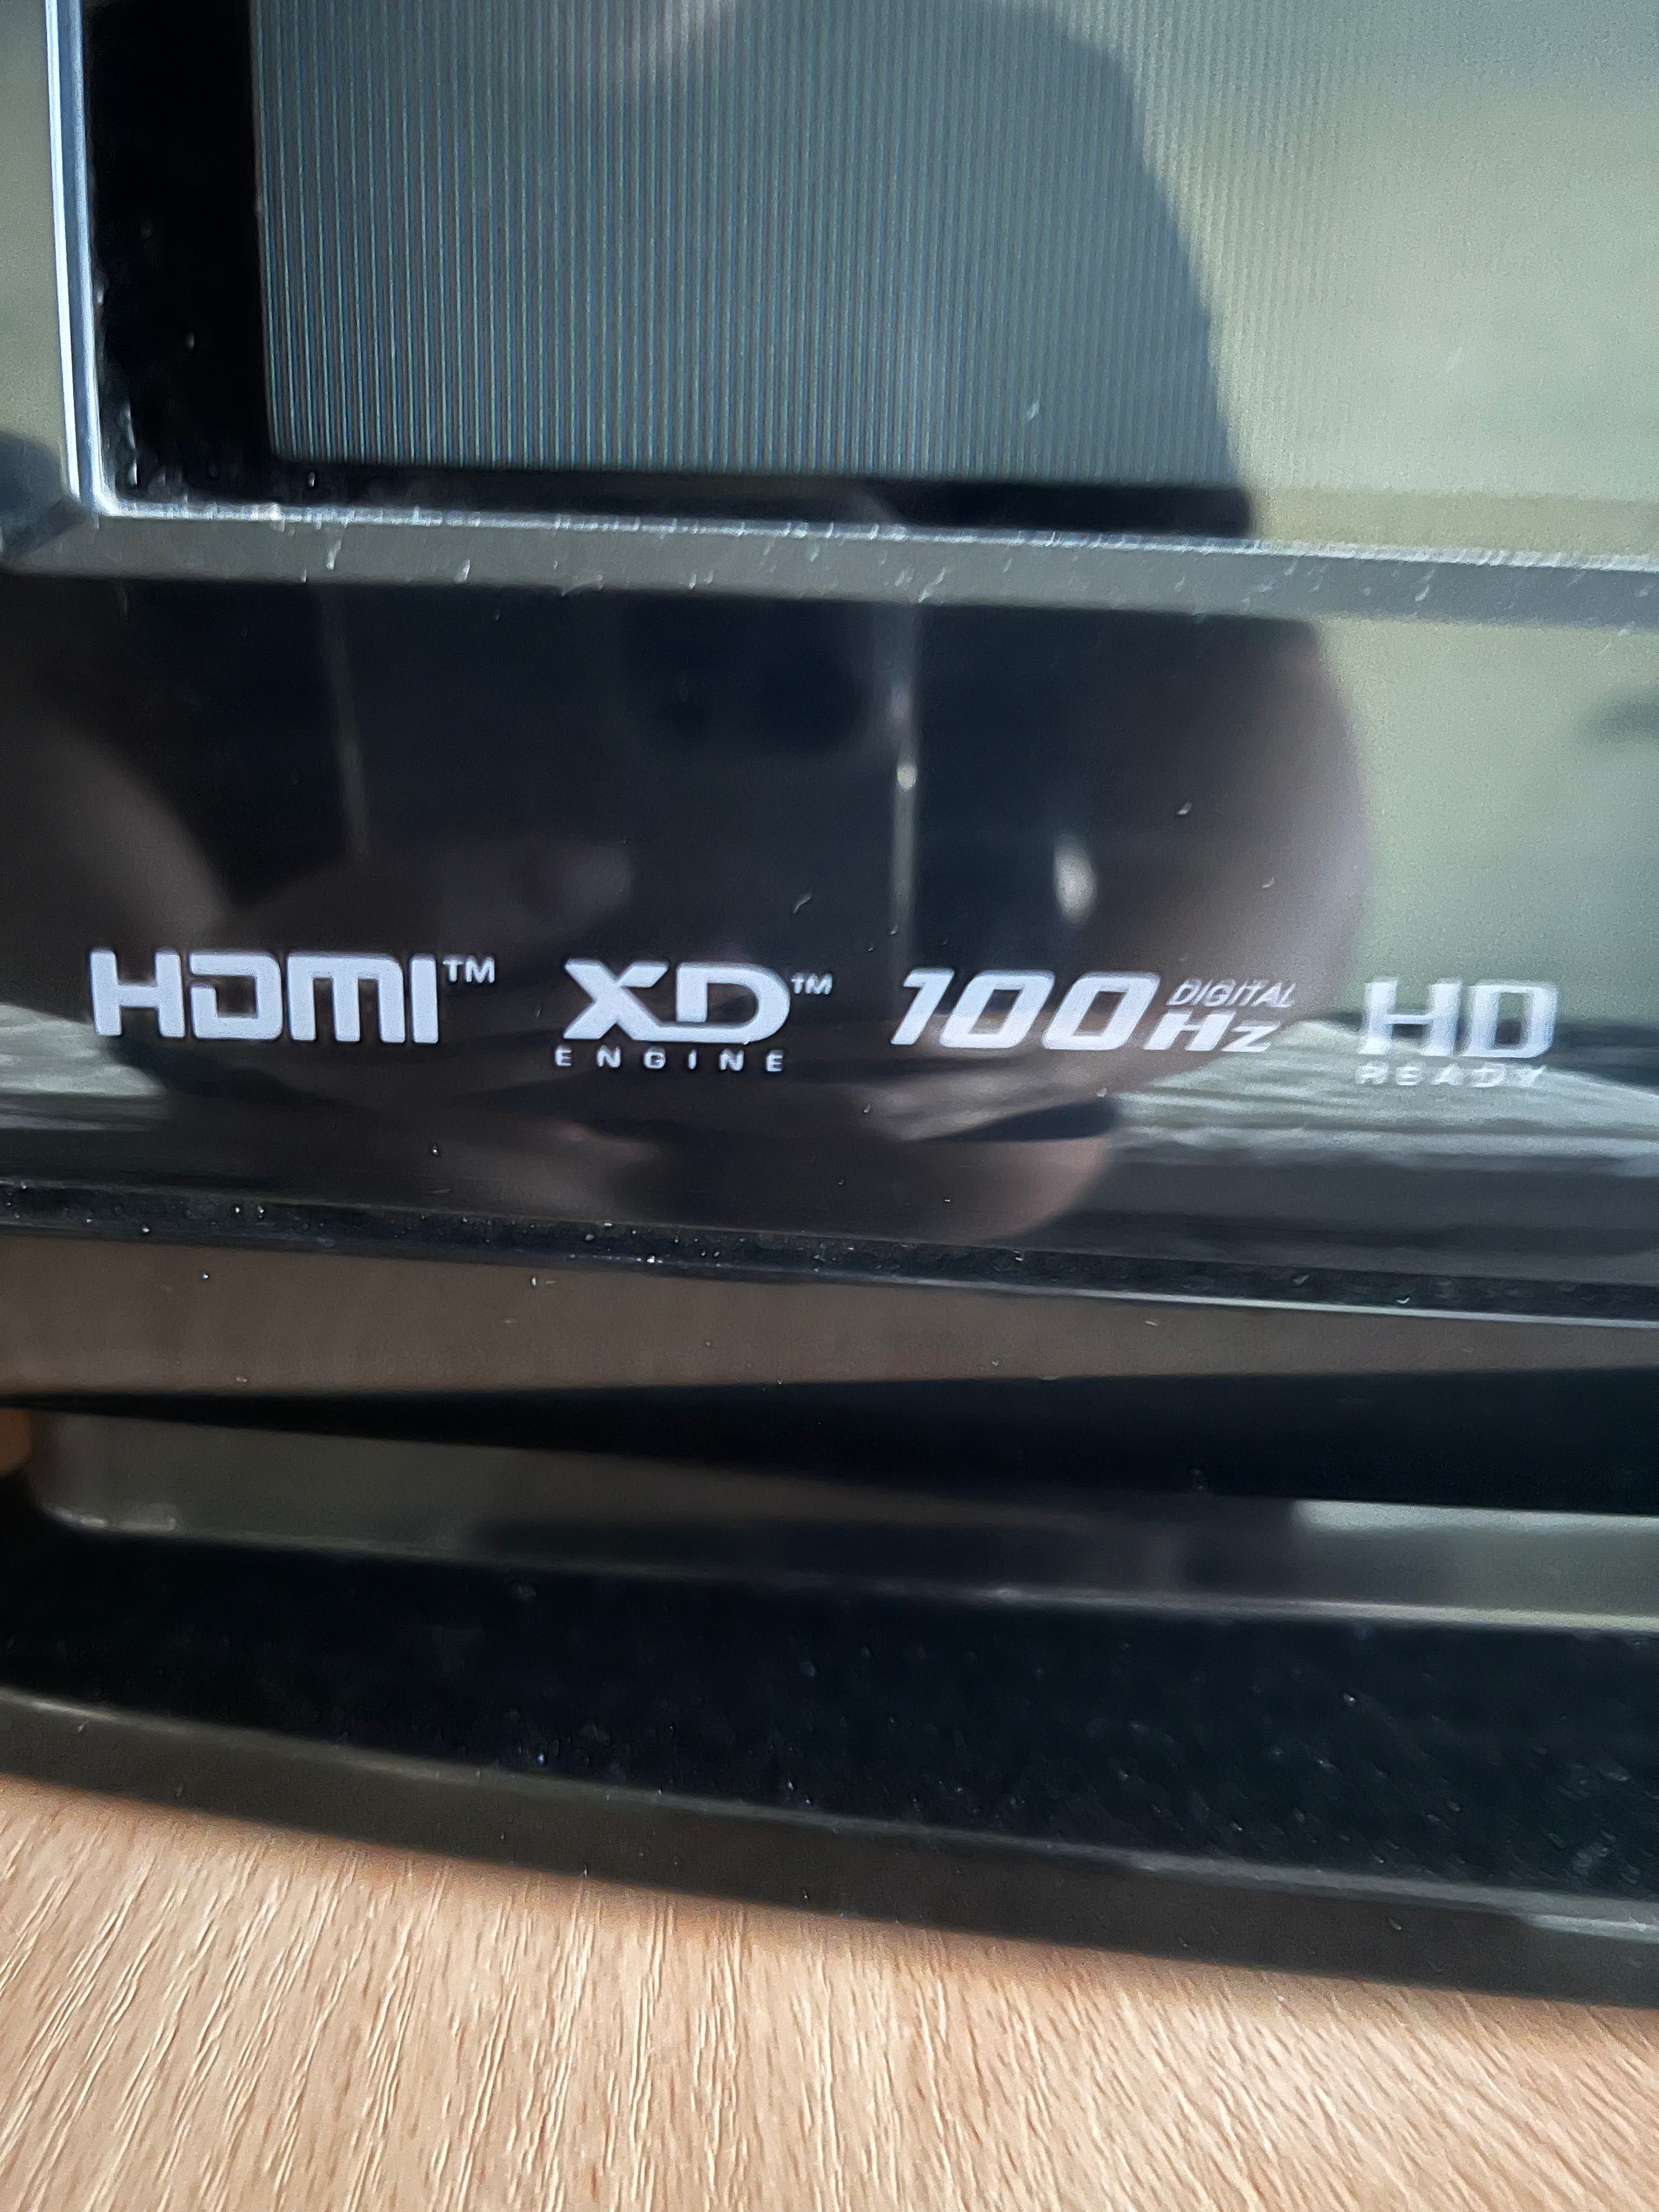 HDMI™ XD™ ENGINE 100 DIGITAL Hz HD READY